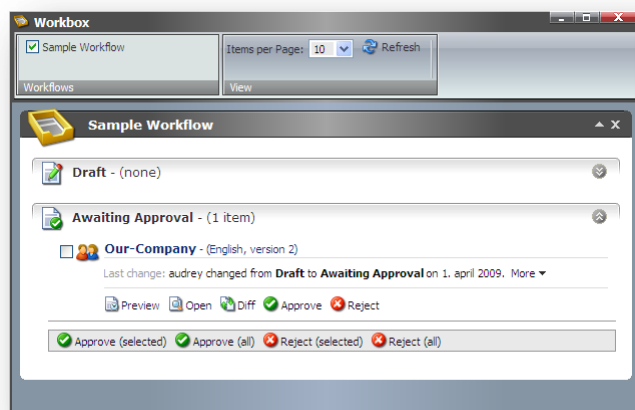 Workbox
Sample Workflow
Items per Page: 10 Refresh
Workflows
View
Sample Workflow
Draft - (none)
Awaiting Approval - (1 item)
Our-Company - (English, version 2)
Last change: audrey changed from Draft to Awaiting Approval on 1. april 2009. More
Preview Open Diff Approve Reject
Approve (selected) Approve (all) Reject (selected) Reject (all)